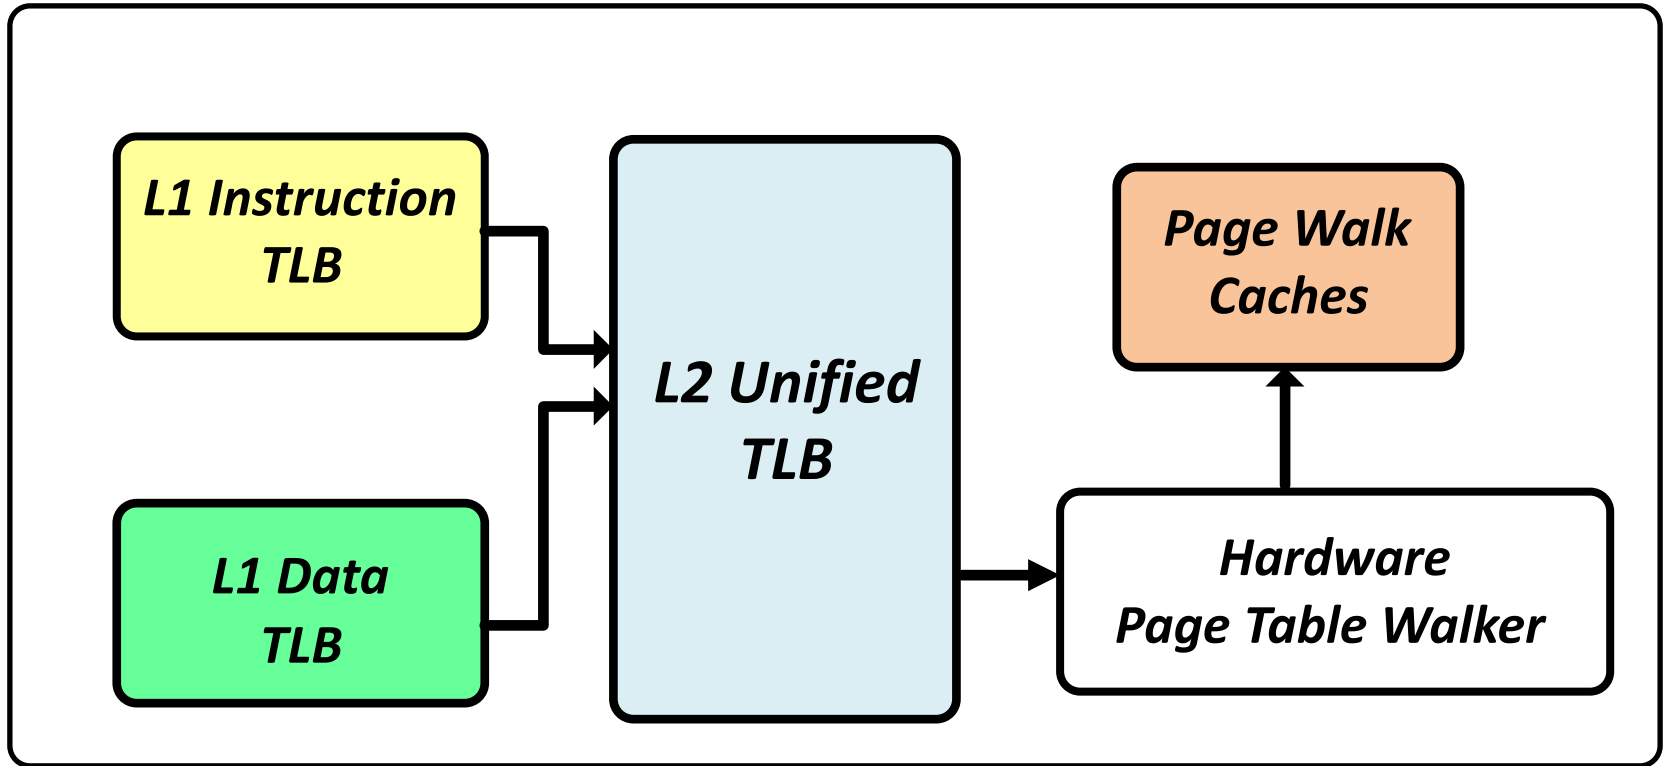 L1 Instruction
TLB
L1 Data
TLB
L2 Unified
TLB
Page Walk
Caches
Hardware
Page Table Walker